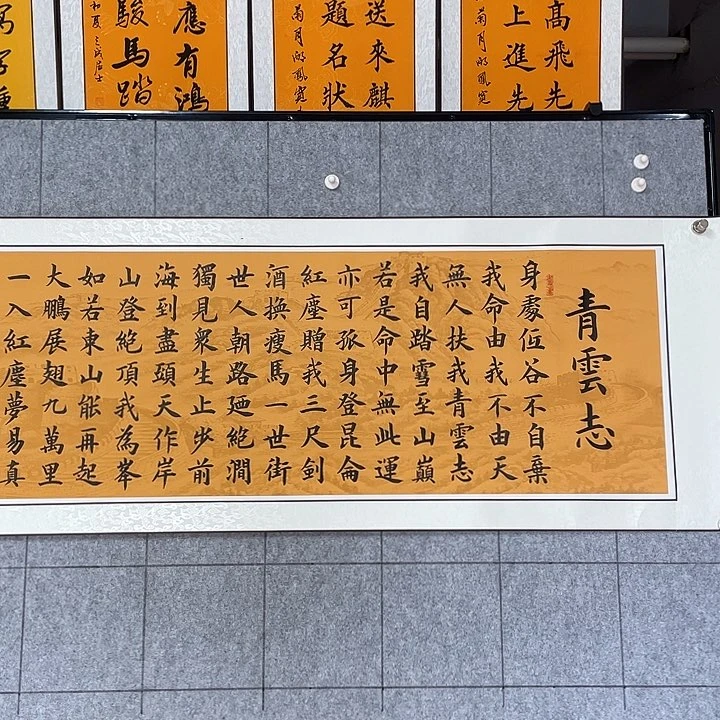 高飛先
上進先
送來麒
題名狀
應有鴻
駿馬踏
青雲志
身處低谷不自棄
我命由我不由天
無人扶我青雲志
我自踏雪至山巔
若是命中無此運
亦可孤身登昆侖
紅塵贈我三尺劍
酒換瘦馬一世街
世人朝路廼絕澗
獨見衆生止步前
海到盡頭天作岸
山登絕頂我為峯
如若東山能再起
大鵬展翅九萬里
一入紅塵夢易真